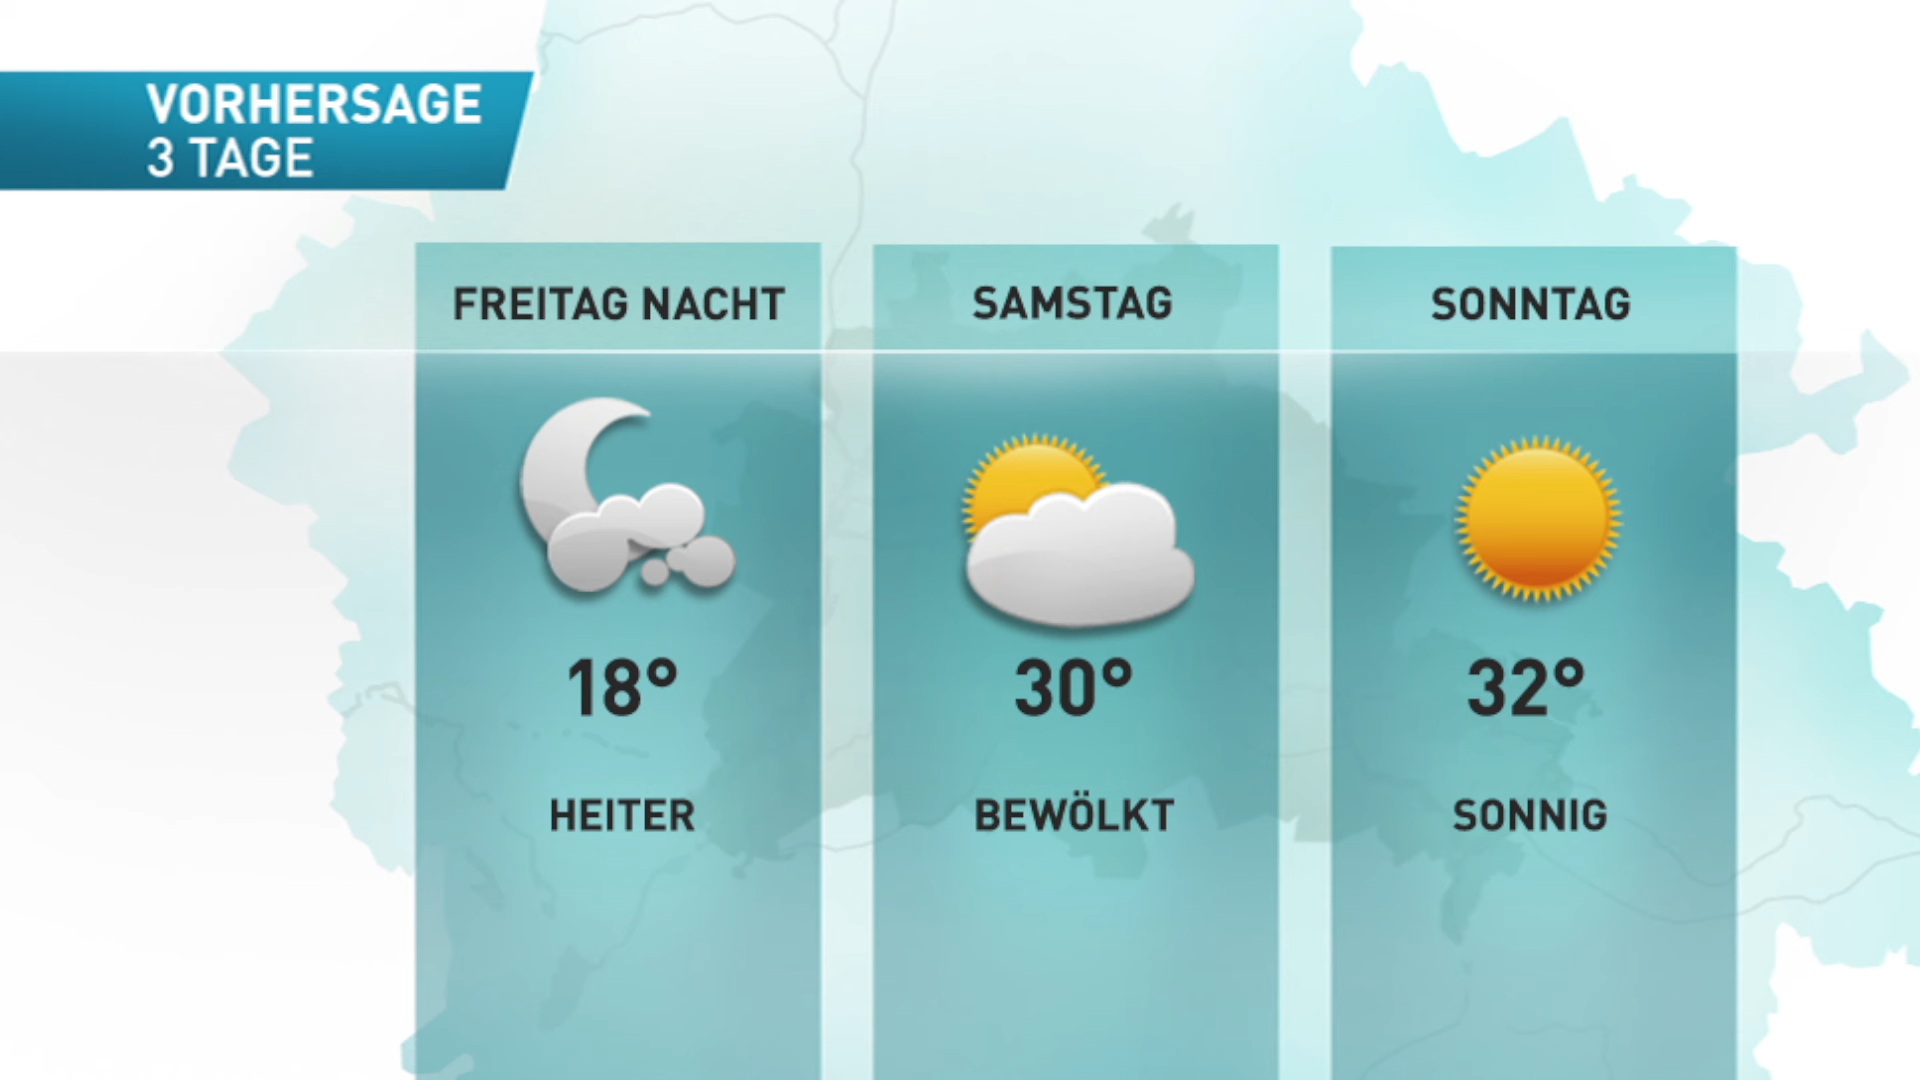 VORHERSAGE
3 TAGE
FREITAG NACHT
18°
HEITER
SAMSTAG
30°
BEWÖLKT
SONNTAG
32°
SONNIG